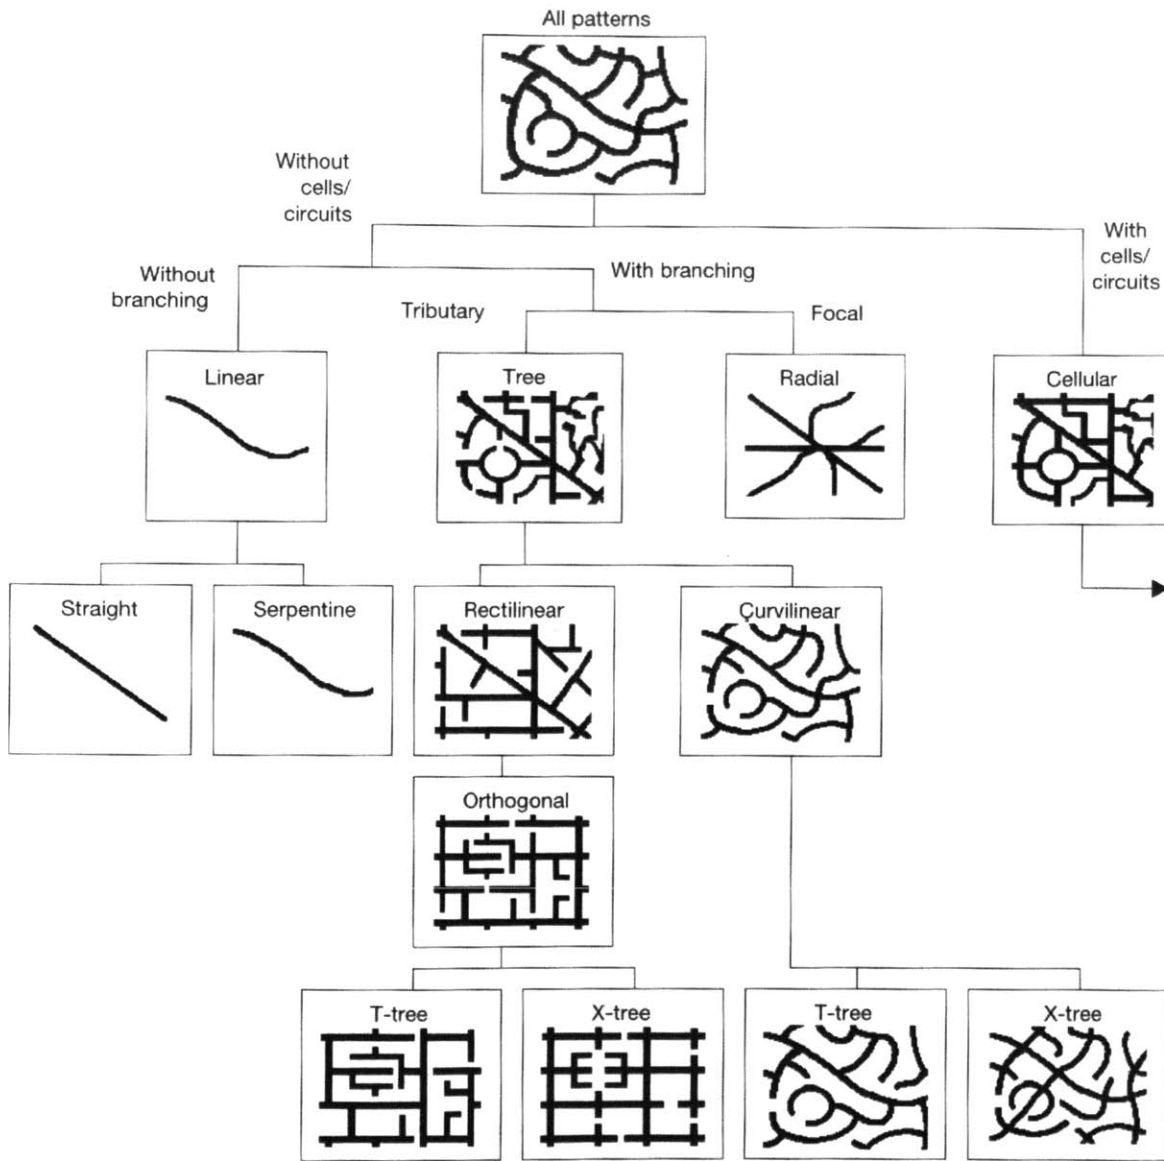 All patterns
Without
cells/
circuits
With
cells/
circuits
Without
branching
With branching
Tributary
Focal
Linear
Tree
Radial
Cellular
Straight
Serpentine
Rectilinear
Curvilinear
Orthogonal
T-tree
X-tree
T-tree
X-tree